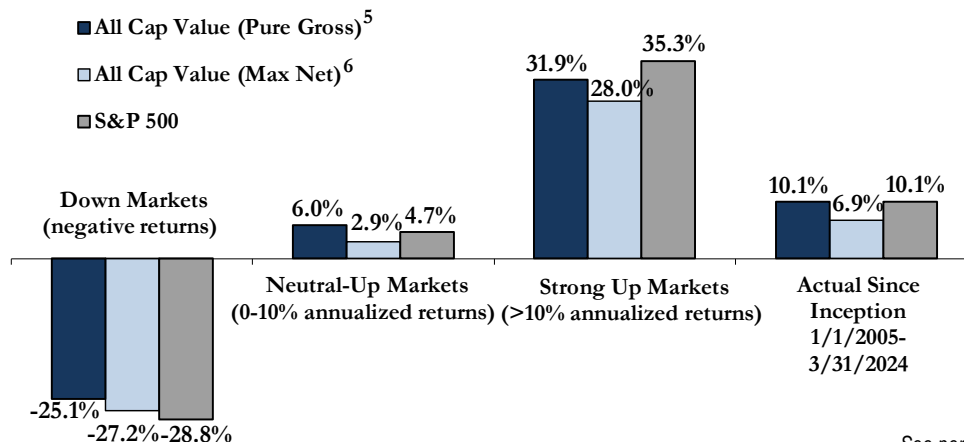 All Cap Value (Pure Gross)5
All Cap Value (Max Net)6
S&P 500
Down Markets
(negative returns)
-25.1%
-27.2%
-28.8%
6.0%
2.9%
4.7%
Neutral-Up Markets
(0-10% annualized returns)
31.9%
28.0%
35.3%
Strong Up Markets
(>10% annualized returns)
10.1%
6.9%
10.1%
Actual Since
Inception
1/1/2005-
3/31/2024